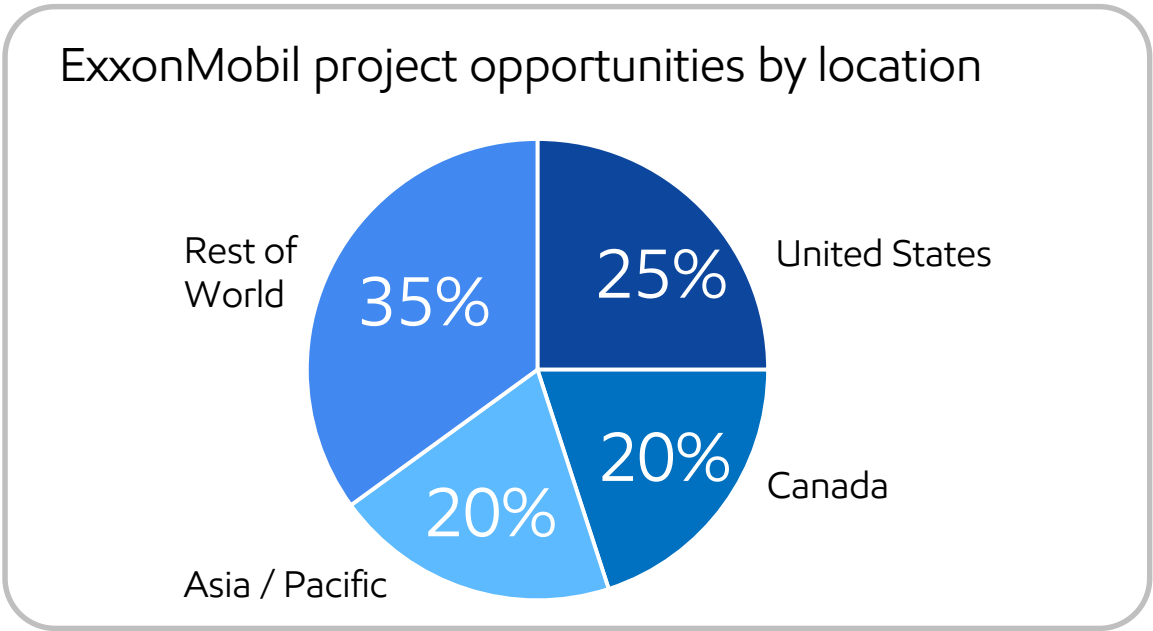 ExxonMobil project opportunities by location
Rest of
World
35%
25%
United States
20%
Canada
20%
Asia / Pacific